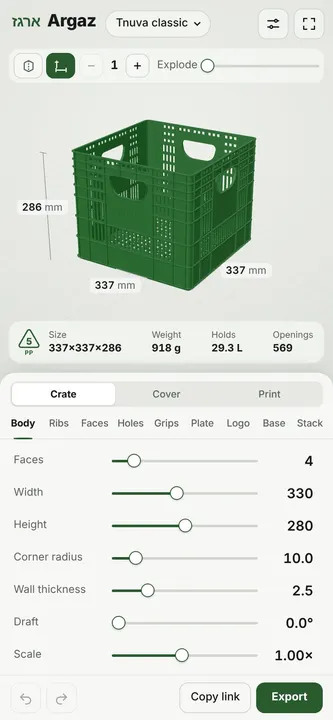 ארגז Argaz
Tnuva classic
1
Explode
286 mm
337 mm
337 mm
5
PP
Size
337×337×286
Weight
918 g
Holds
29.3 L
Openings
569
Crate
Cover
Print
Body
Ribs
Faces
Holes
Grips
Plate
Logo
Base
Stack
Faces
4
Width
330
Height
280
Corner radius
10.0
Wall thickness
2.5
Draft
0.0°
Scale
1.00×
Copy link
Export